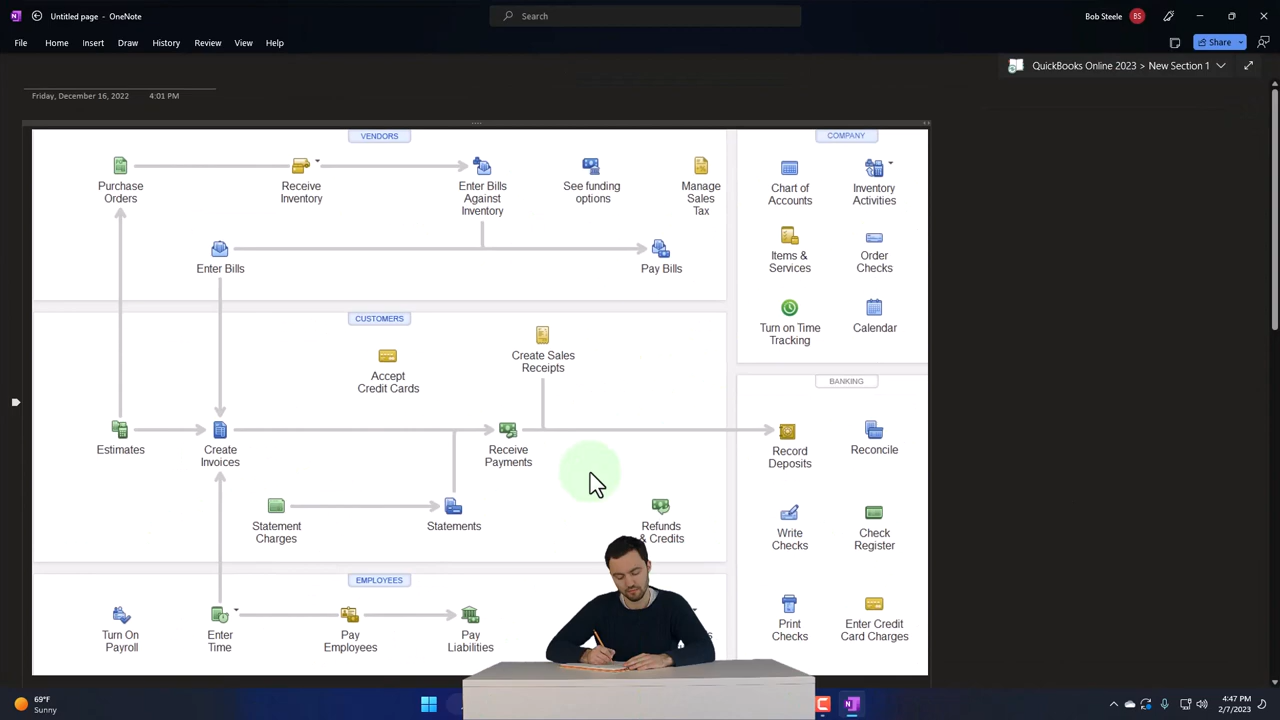 Untitled page - OneNote
Search
Bob Steele
BS
File
Home
Insert
Draw
History
Review
View
Help
Share
QuickBooks Online 2023 > New Section 1
Friday, December 16, 2022
4:01 PM
VENDORS
Purchase
Orders
Receive
Inventory
Enter Bills
Against
Inventory
See funding
options
Manage
Sales
Tax
Enter Bills
Pay Bills
COMPANY
Chart of
Accounts
Inventory
Activities
Items &
Services
Order
Checks
Turn on Time
Tracking
Calendar
CUSTOMERS
Accept
Credit Cards
Create Sales
Receipts
Estimates
Create
Invoices
Receive
Payments
Statement
Charges
Statements
Refunds
& Credits
BANKING
Record
Deposits
Reconcile
Write
Checks
Check
Register
Print
Checks
Enter Credit
Card Charges
EMPLOYEES
Turn On
Payroll
Enter
Time
Pay
Employees
Pay
Liabilities
69°F
Sunny
4:47 PM
2/7/2023